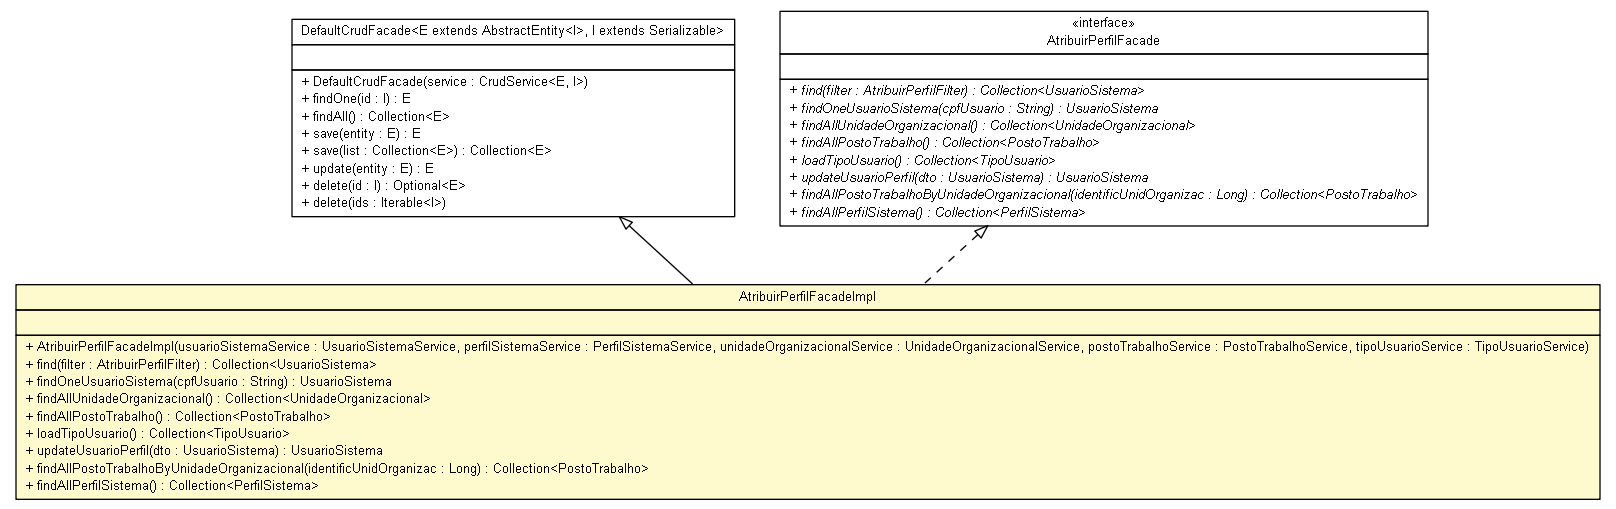 DefaultCrudFacade<E extends AbstractEntity<I>, I extends Serializable>
+ DefaultCrudFacade(service : CrudService<E, I>)
+ findOne(id : I) : E
+ findAll() : Collection<E>
+ save(entity : E) : E
+ save(list : Collection<E>) : Collection<E>
+ update(entity : E) : E
+ delete(id : I) : Optional<E>
+ delete(ids : Iterable<I>)
«interface»
AtribuirPerfilFacade
+ find(filter : AtribuirPerfilFilter) : Collection<UsuarioSistema>
+ findOneUsuarioSistema(cpfUsuario : String) : UsuarioSistema
+ findAllUnidadeOrganizacional() : Collection<UnidadeOrganizacional>
+ findAllPostoTrabalho() : Collection<PostoTrabalho>
+ loadTipoUsuario() : Collection<TipoUsuario>
+ updateUsuarioPerfil(dto : UsuarioSistema) : UsuarioSistema
+ findAllPostoTrabalhoByUnidadeOrganizacional(identificUnidOrganizac : Long) : Collection<PostoTrabalho>
+ findAllPerfilSistema() : Collection<PerfilSistema>
AtribuirPerfilFacadeImpl
+ AtribuirPerfilFacadeImpl(usuarioSistemaService : UsuarioSistemaService, perfilSistemaService : PerfilSistemaService, unidadeOrganizacionalService : UnidadeOrganizacionalService, postoTrabalhoService : PostoTrabalhoService, tipoUsuarioService : TipoUsuarioService)
+ find(filter : AtribuirPerfilFilter) : Collection<UsuarioSistema>
+ findOneUsuarioSistema(cpfUsuario : String) : UsuarioSistema
+ findAllUnidadeOrganizacional() : Collection<UnidadeOrganizacional>
+ findAllPostoTrabalho() : Collection<PostoTrabalho>
+ loadTipoUsuario() : Collection<TipoUsuario>
+ updateUsuarioPerfil(dto : UsuarioSistema) : UsuarioSistema
+ findAllPostoTrabalhoByUnidadeOrganizacional(identificUnidOrganizac : Long) : Collection<PostoTrabalho>
+ findAllPerfilSistema() : Collection<PerfilSistema>